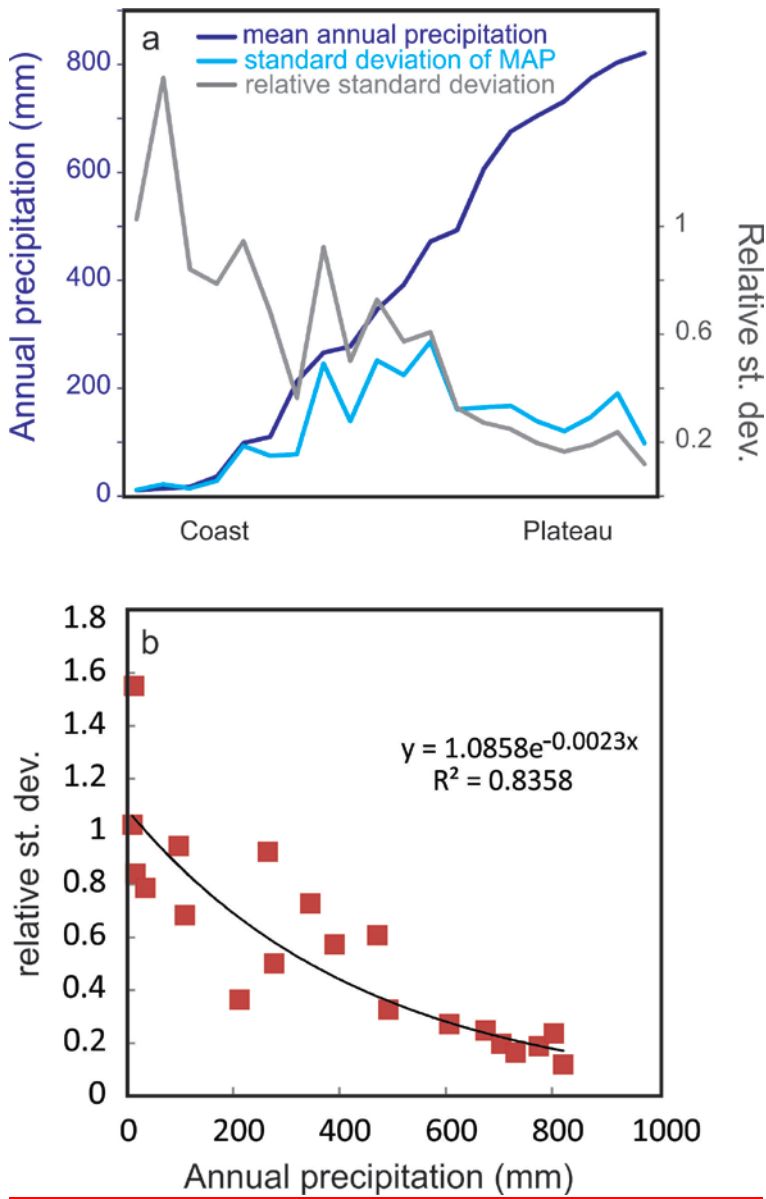 a
mean annual precipitation
standard deviation of MAP
relative standard deviation
Annual precipitation (mm)
800
600
400
200
0
1
0.6
0.2
Relative st. dev.
Coast Plateau
b
relative st. dev.
1.8
1.6
1.4
1.2
1
0.8
0.6
0.4
0.2
0
y = 1.0858e^-0.0023x
R² = 0.8358
0 200 400 600 800 1000
Annual precipitation (mm)